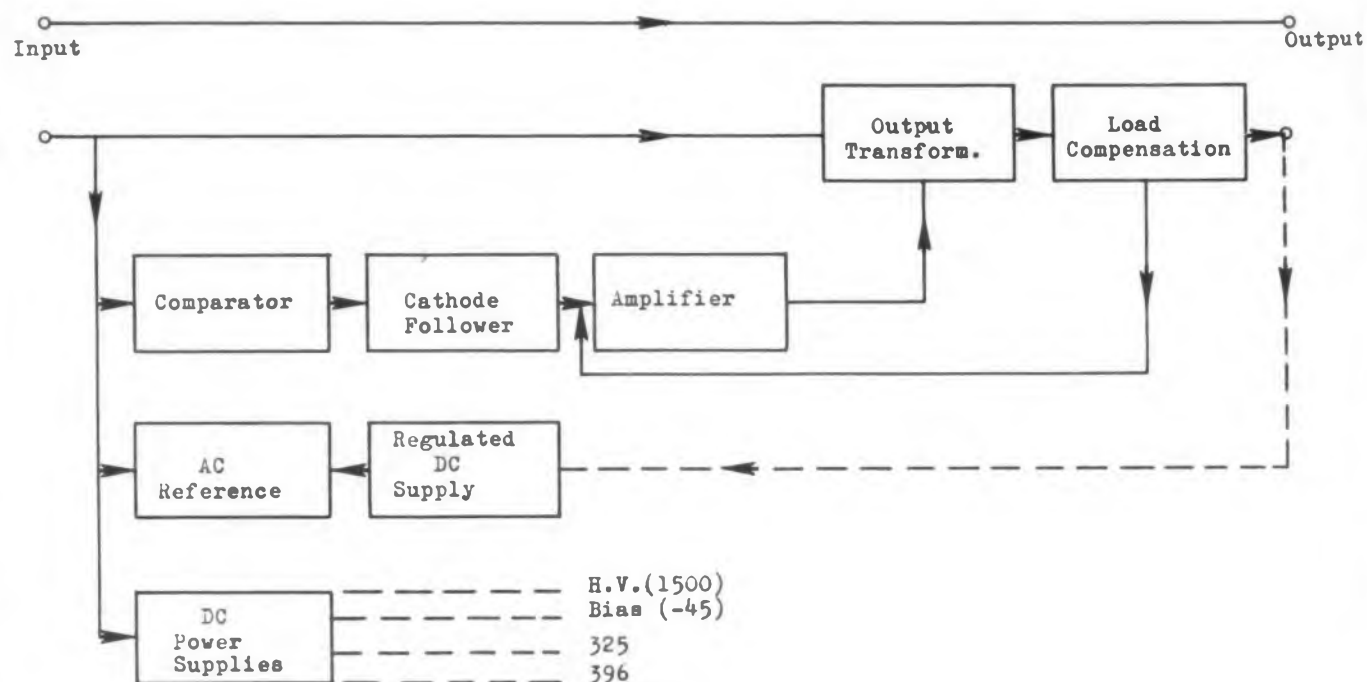 Input
Output
Output
Transform.
Load
Compensation
Comparator
Cathode
Follower
Amplifier
AC
Reference
Regulated
DC
Supply
DC
Power
Supplies
H.V.(1500)
Bias (-45)
325
396